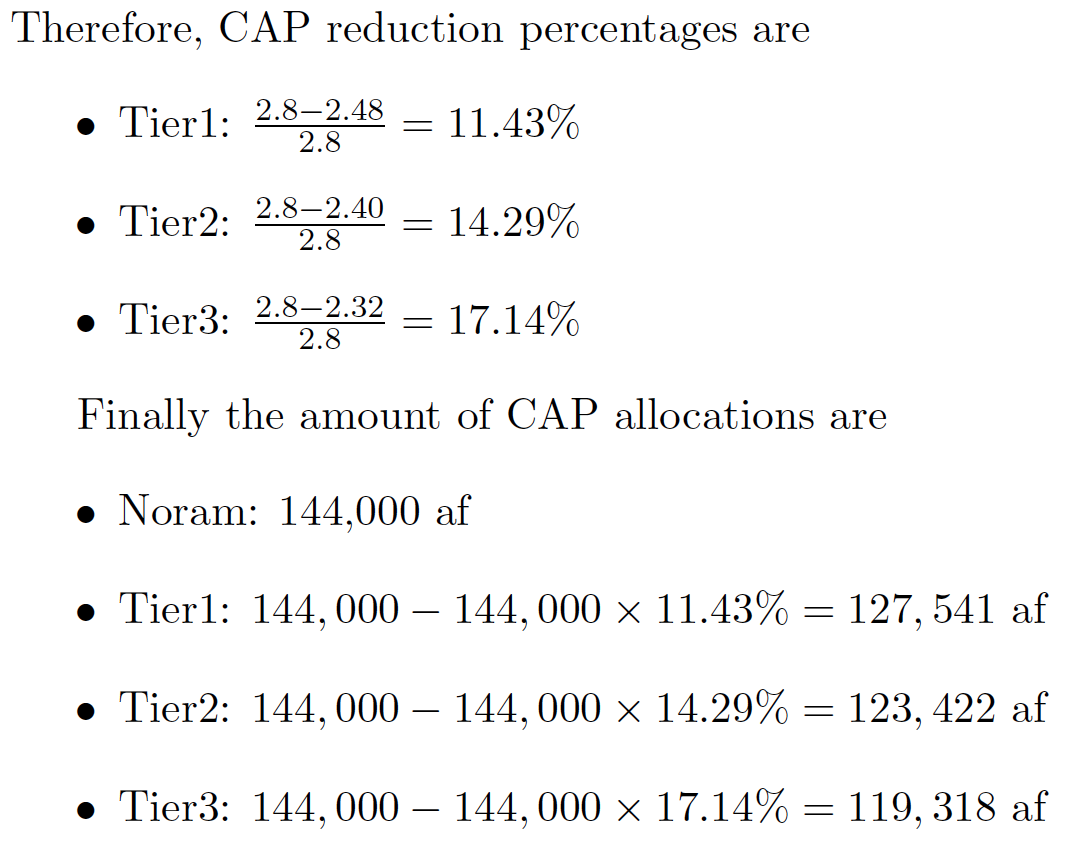 Therefore, CAP reduction percentages are
• Tier1: \frac{2.8−2.48}{2.8} = 11.43%
• Tier2: \frac{2.8−2.40}{2.8} = 14.29%
• Tier3: \frac{2.8−2.32}{2.8} = 17.14%
Finally the amount of CAP allocations are
• Noram: 144,000 af
• Tier1: 144,000 − 144,000 × 11.43% = 127,541 af
• Tier2: 144,000 − 144,000 × 14.29% = 123,422 af
• Tier3: 144,000 − 144,000 × 17.14% = 119,318 af